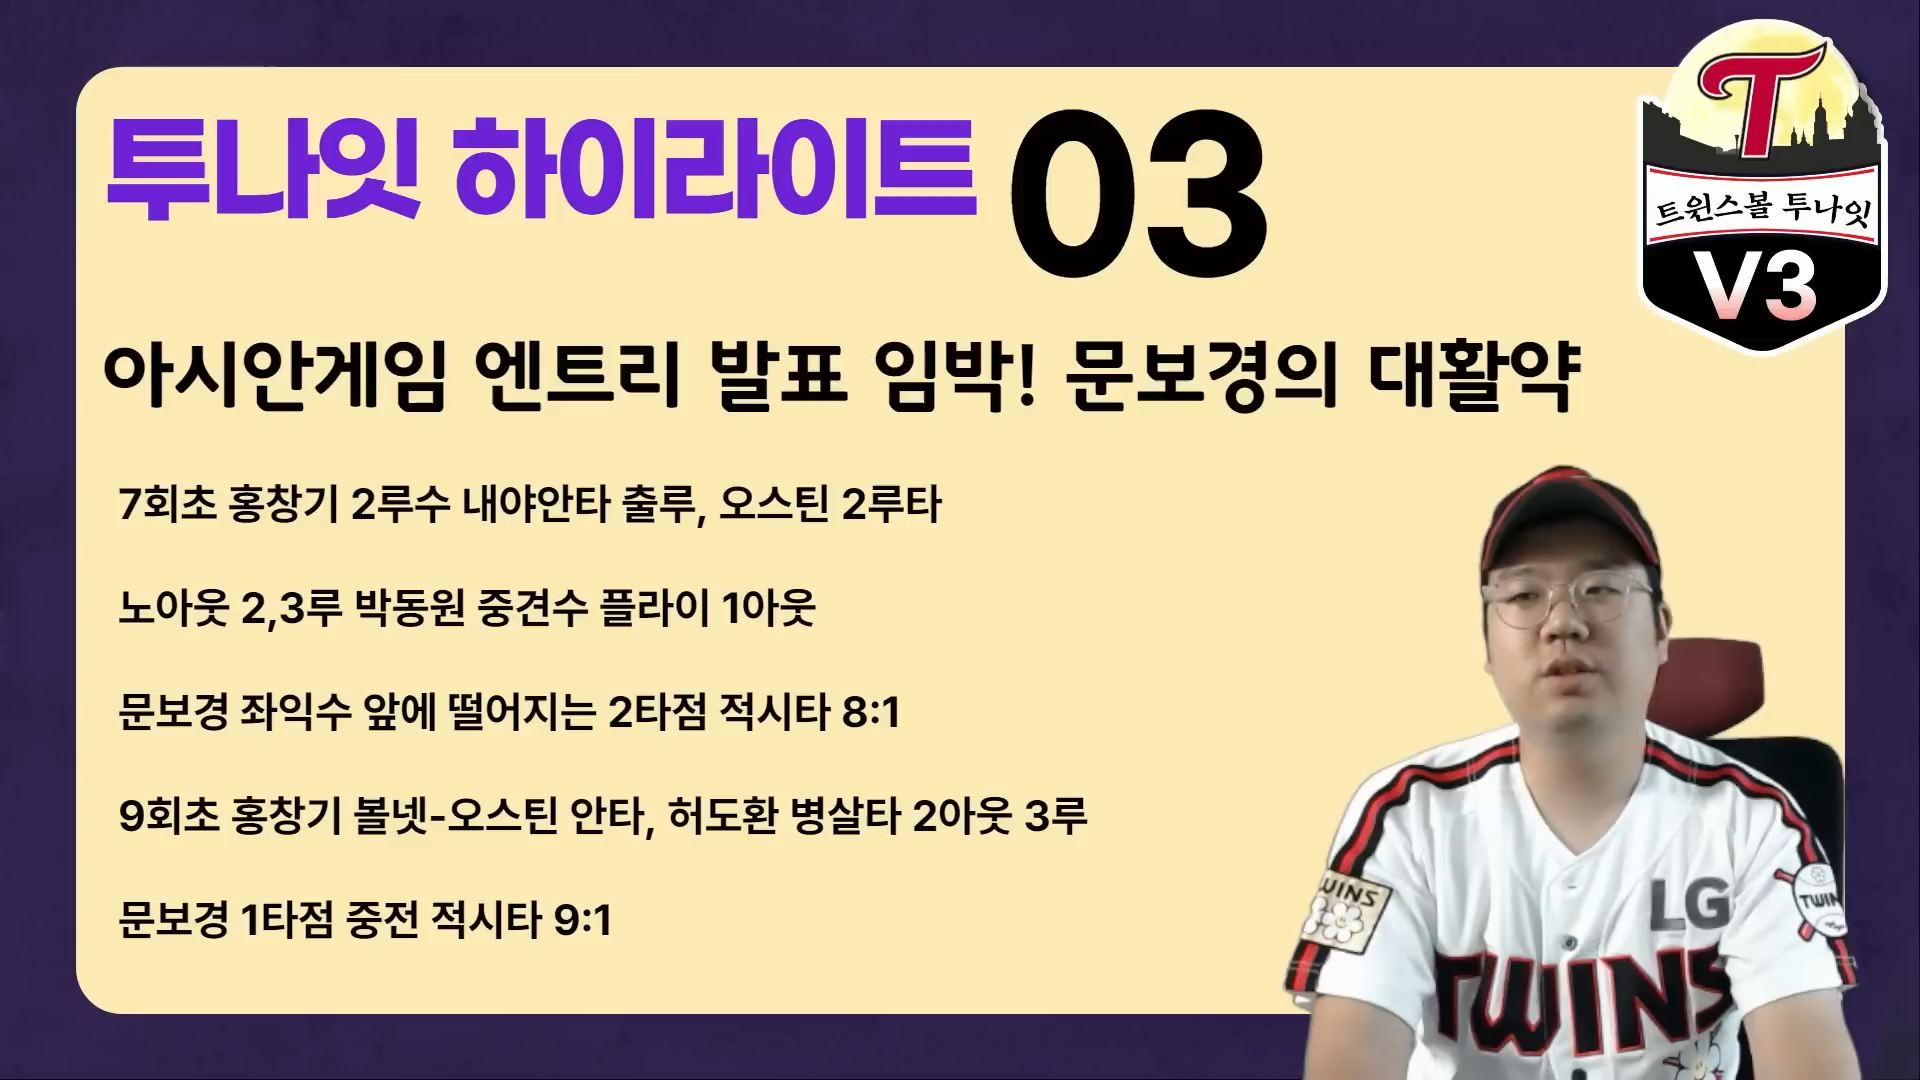 투나잇 하이라이트 03
T
트윈스볼 투나잇
V3
아시안게임 엔트리 발표 임박! 문보경의 대활약
7회초 홍창기 2루수 내야안타 출루, 오스틴 2루타
노아웃 2,3루 박동원 중견수 플라이 1아웃
문보경 좌익수 앞에 떨어지는 2타점 적시타 8:1
9회초 홍창기 볼넷-오스틴 안타, 허도환 병살타 2아웃 3루
문보경 1타점 중전 적시타 9:1
WINS
LG
TWIN
TWINS